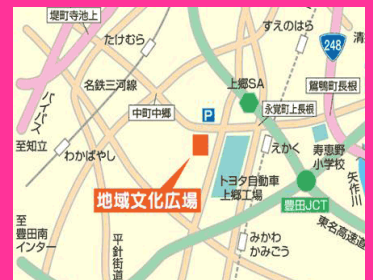 堤町寺池上
たけむら
すえのはら
248
清
名鉄三河線
上郷SA
鴛鴨町長根
バイパス
中町中郷
P
永覚町上長根
至知立
わかばやし
えかく
寿恵野
小学校
トヨタ自動車
上郷工場
矢作川
地域文化広場
豊田JCT
至
豊田南
インター
平針街道
みかわ
かみごう
東名高速道